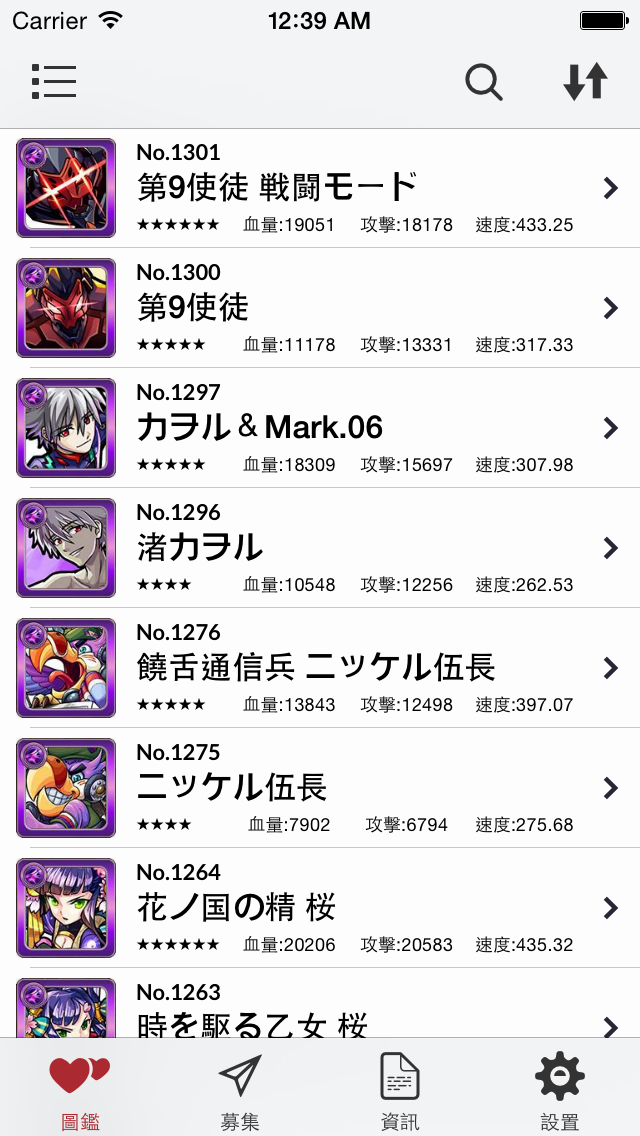 Carrier 12:39 AM
No.1301
第9使徒 戦闘モード
★★★★★★ 血量:19051 攻擊:18178 速度:433.25
No.1300
第9使徒
★★★★★ 血量:11178 攻擊:13331 速度:317.33
No.1297
カヲル＆Mark.06
★★★★★ 血量:18309 攻擊:15697 速度:307.98
No.1296
渚カヲル
★★★★ 血量:10548 攻擊:12256 速度:262.53
No.1276
饒舌通信兵 ニッケル伍長
★★★★★ 血量:13843 攻擊:12498 速度:397.07
No.1275
ニッケル伍長
★★★★ 血量:7902 攻擊:6794 速度:275.68
No.1264
花ノ国の精 桜
★★★★★★ 血量:20206 攻擊:20583 速度:435.32
No.1263
時を駆る乙女 桜
圖鑑 募集 資訊 設置